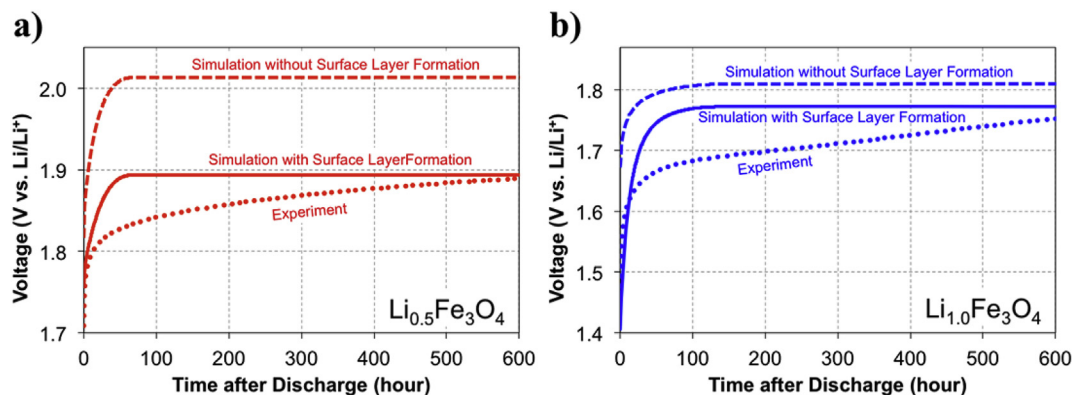 a)
Voltage (V vs. Li/Li⁺)
2.0
1.9
1.8
1.7
Simulation without Surface Layer Formation
Simulation with Surface LayerFormation
Experiment
Li₀.₅Fe₃O₄
0 100 200 300 400 500 600
Time after Discharge (hour)
b)
Voltage (V vs. Li/Li⁺)
1.8
1.7
1.6
1.5
1.4
Simulation without Surface Layer Formation
Simulation with Surface Layer Formation
Experiment
Li₁.₀Fe₃O₄
0 100 200 300 400 500 600
Time after Discharge (hour)